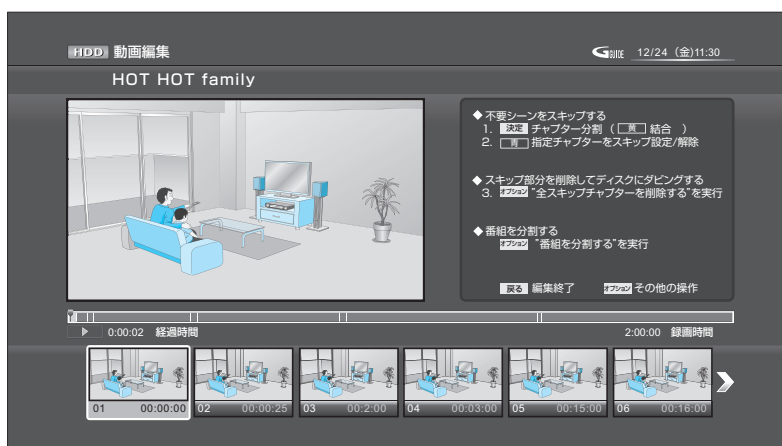 HDD 動画編集
GGUIDE 12/24 (金)11:30
HOT HOT family
◆不要シーンをスキップする
1. 決定 チャプター分割 ( 黄 結合 )
2. 青 指定チャプターをスキップ設定/解除
◆スキップ部分を削除してディスクにダビングする
3. オプション "全スキップチャプターを削除する"を実行
◆番組を分割する
オプション "番組を分割する"を実行
戻る 編集終了 オプション その他の操作
0:00:02 経過時間
2:00:00 録画時間
01 00:00:00
02 00:00:25
03 00:2:00
04 00:03:00
05 00:15:00
06 00:16:00